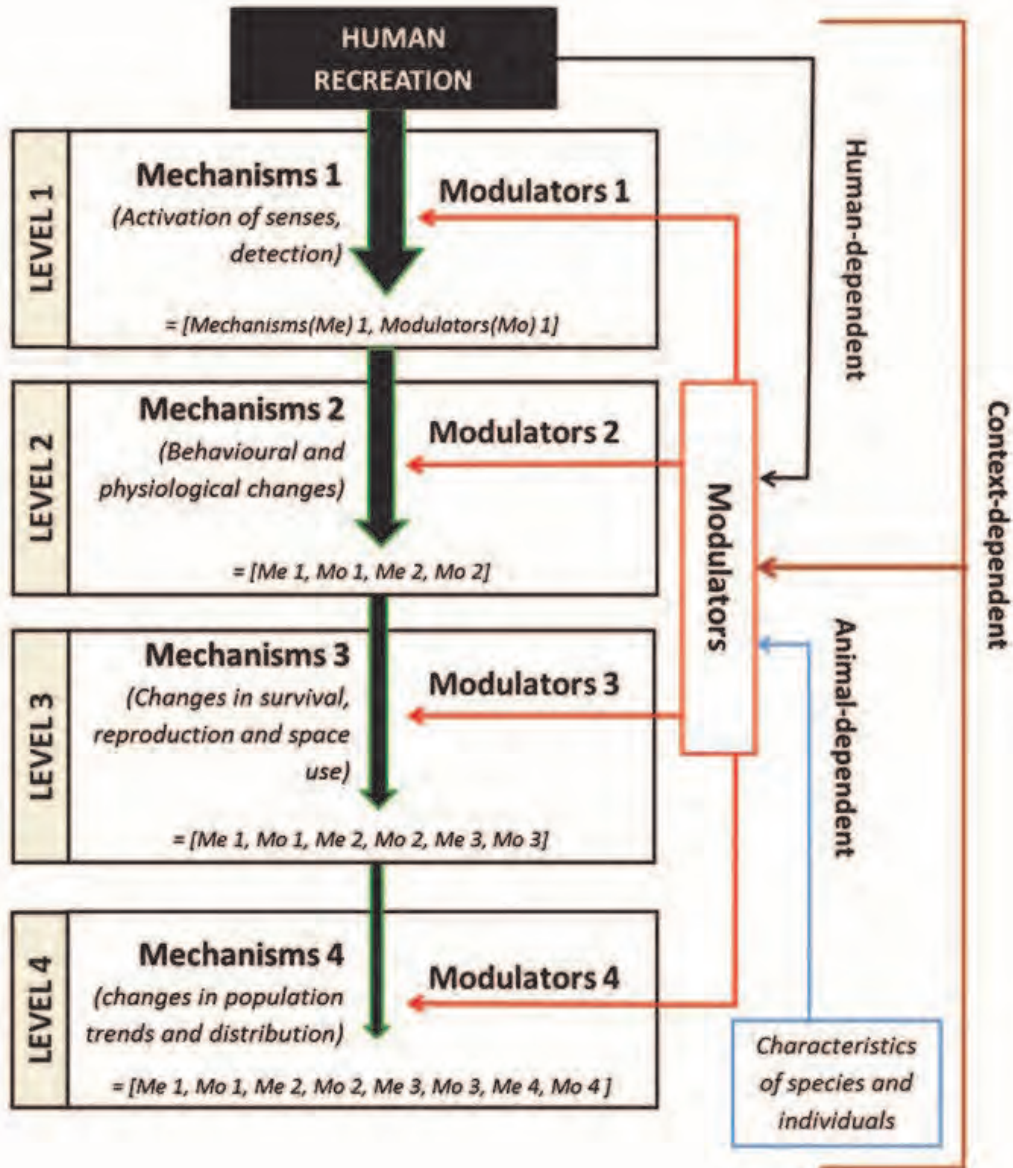 HUMAN
RECREATION
LEVEL 1
Mechanisms 1
(Activation of senses,
detection)
Modulators 1
= [Mechanisms(Me) 1, Modulators(Mo) 1]
LEVEL 2
Mechanisms 2
(Behavioural and
physiological changes)
Modulators 2
= [Me 1, Mo 1, Me 2, Mo 2]
LEVEL 3
Mechanisms 3
(Changes in survival,
reproduction and space
use)
Modulators 3
= [Me 1, Mo 1, Me 2, Mo 2, Me 3, Mo 3]
LEVEL 4
Mechanisms 4
(changes in population
trends and distribution)
Modulators 4
= [Me 1, Mo 1, Me 2, Mo 2, Me 3, Mo 3, Me 4, Mo 4 ]
Modulators
Human-dependent
Animal-dependent
Context-dependent
Characteristics
of species and
individuals